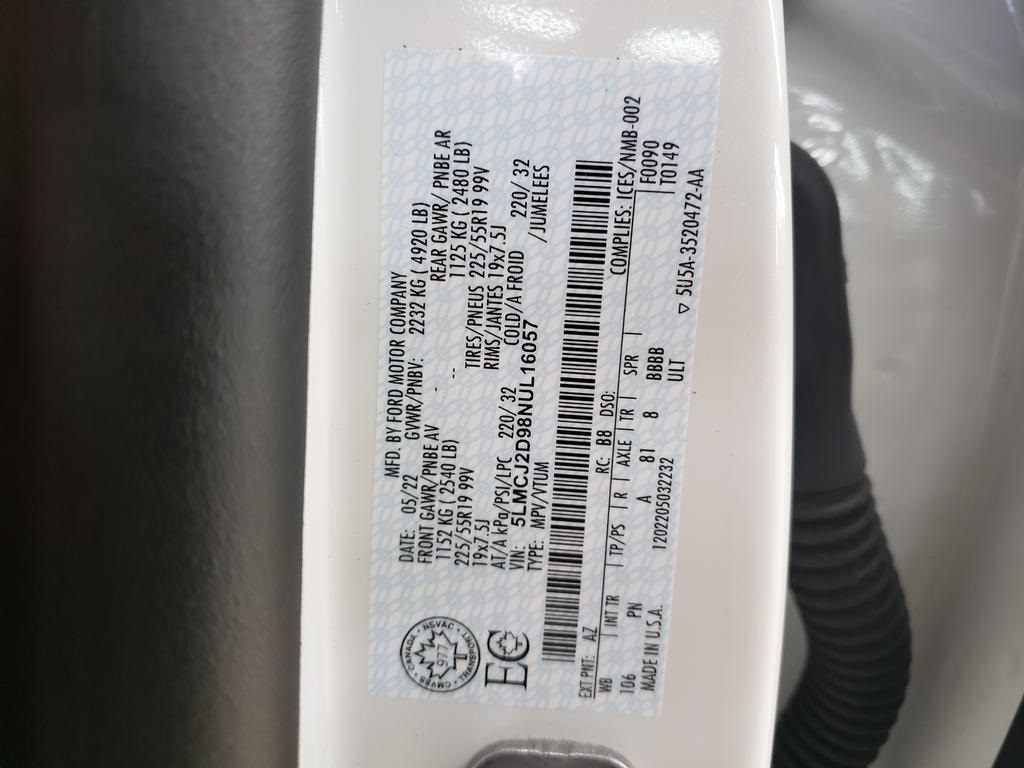 MFD. BY FORD MOTOR COMPANY
DATE: 05/22 GVWR/PNBV: 2232 KG ( 4920 LB)
FRONT GAWR/PNBE AV - REAR GAWR/ PNBE AR
1152 KG ( 2540 LB) -- 1125 KG ( 2480 LB)
225/55R19 99V TIRES/PNEUS 225/55R19 99V
19x7.5J RIMS/JANTES 19x7.5J
AT/A kPa/PSI/LPC 220/ 32 COLD/A FROID 220/ 32
VIN: 5LMCJ2D98NUL16057 /JUMELEES
TYPE: MPV/VTUM
CANADA · NSVAC · TRANSPORT · CMVSS
977
EC
EXT PNT: AZ RC: B8 DSO: COMPLIES: ICES/NMB-002
WB INT TR TP/PS R AXLE TR SPR F0090
106 PN A 81 8 BBBB T0149
MADE IN U.S.A. 120220503​2232 ULT
▽ 5U5A-3520472-AA